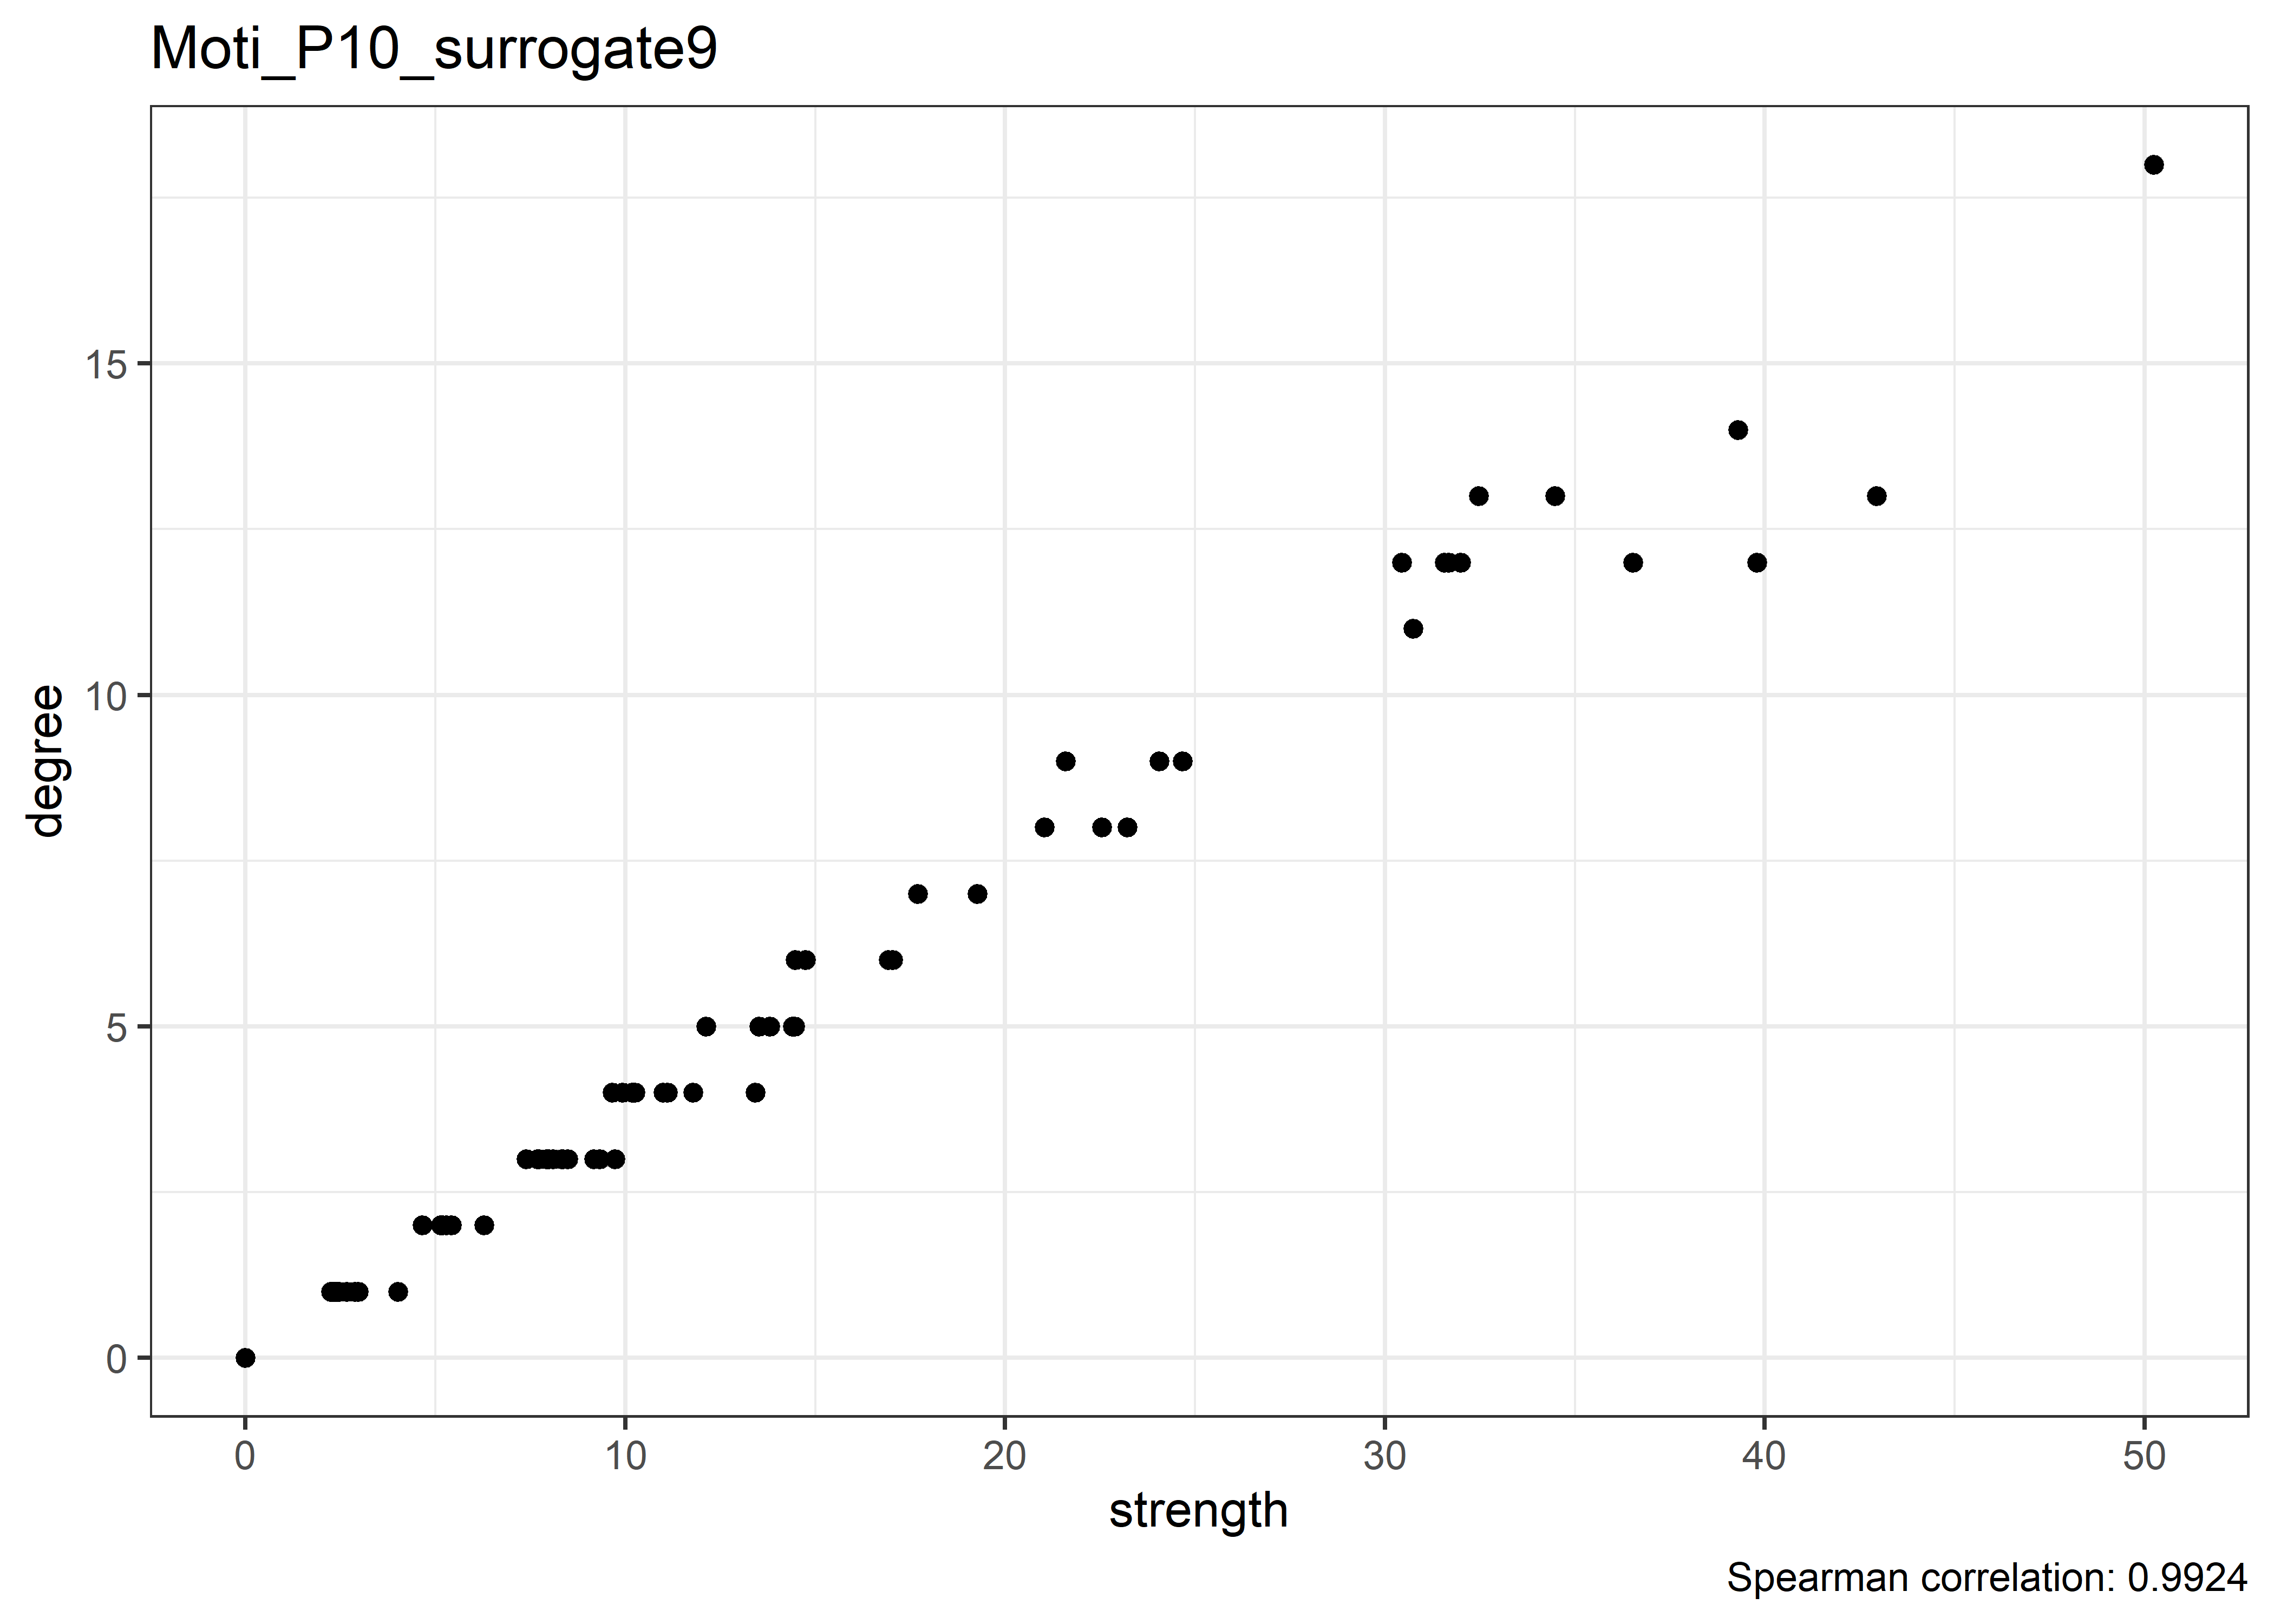 Moti_P10_surrogate9
degree
15
10
5
0
0 10 20 30 40 50
strength
Spearman correlation: 0.9924